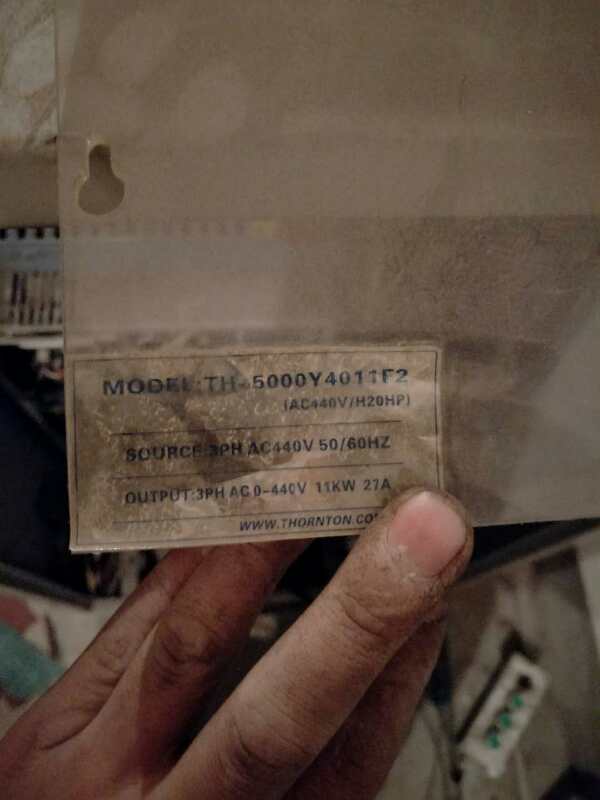 MODEL:TH-5000Y4011F2
(AC440V/H20HP)
SOURCE:3PH AC440V 50/60HZ
OUTPUT:3PH AC 0-440V 11KW 27A
WWW.THORNTON.CO